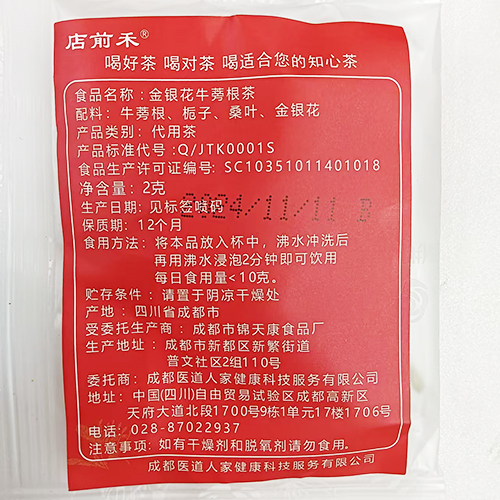 店前禾®
喝好茶 喝对茶 喝适合您的知心茶
食品名称：金银花牛蒡根茶
配料：牛蒡根、栀子、桑叶、金银花
产品类别：代用茶
产品标准代号：Q/JTK0001S
食品生产许可证编号：SC10351011401018
净含量：2克
生产日期：见标签喷码
保质期：12个月
食用方法：将本品放入杯中，沸水冲洗后
再用沸水浸泡2分钟即可饮用
每日食用量<10克。
贮存条件：请置于阴凉干燥处
产地：四川省成都市
受委托生产商：成都市锦天康食品厂
生产地址：成都市新都区新繁街道
普文社区2组110号
委托商：成都医道人家健康科技服务有限公司
地址：中国(四川)自由贸易试验区成都高新区
天府大道北段1700号9栋1单元17楼1706号
电话：028-87022937
注意事项：如有干燥剂和脱氧剂请勿食用.
成都医道人家健康科技服务有限公司